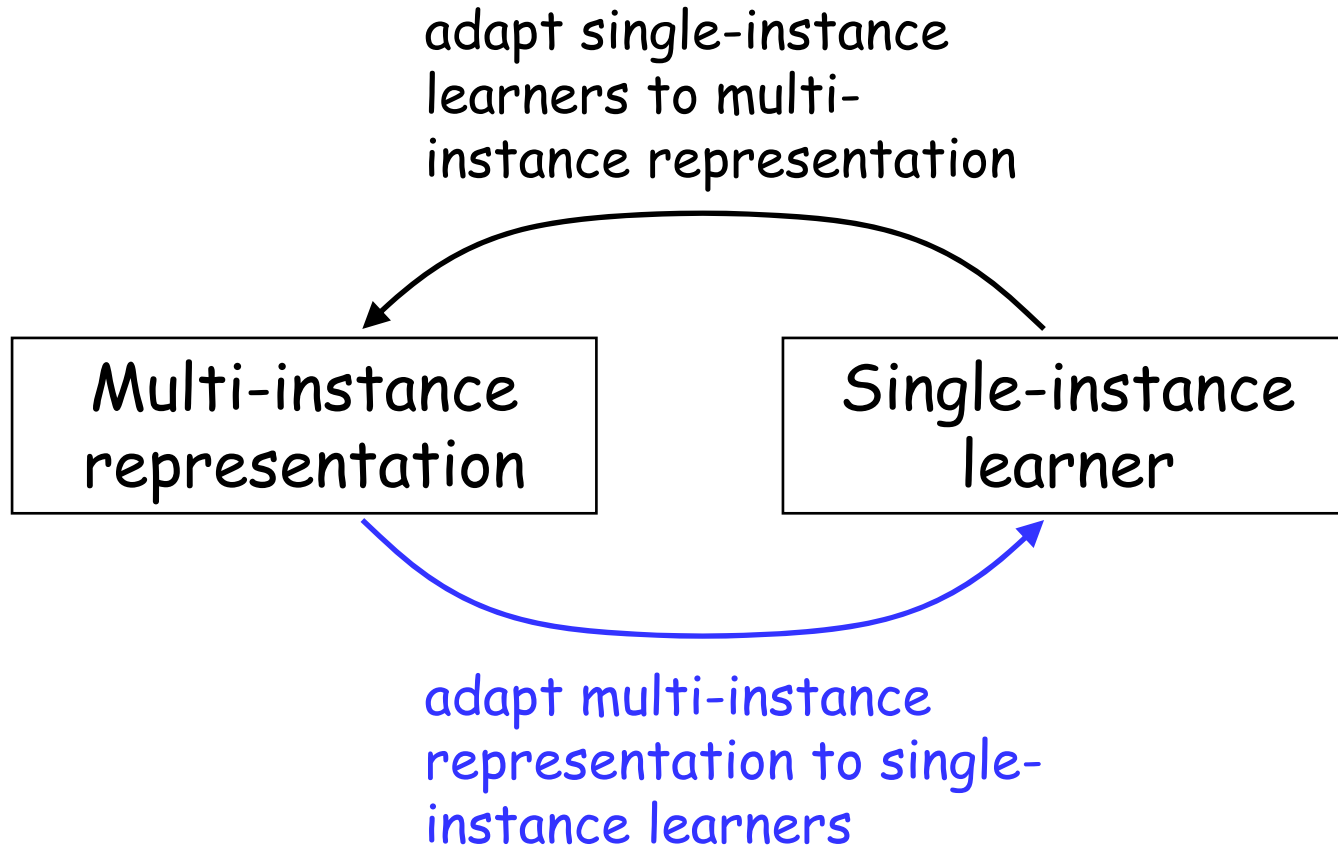 adapt single-instance
learners to multi-
instance representation
Multi-instance
representation
Single-instance
learner
adapt multi-instance
representation to single-
instance learners